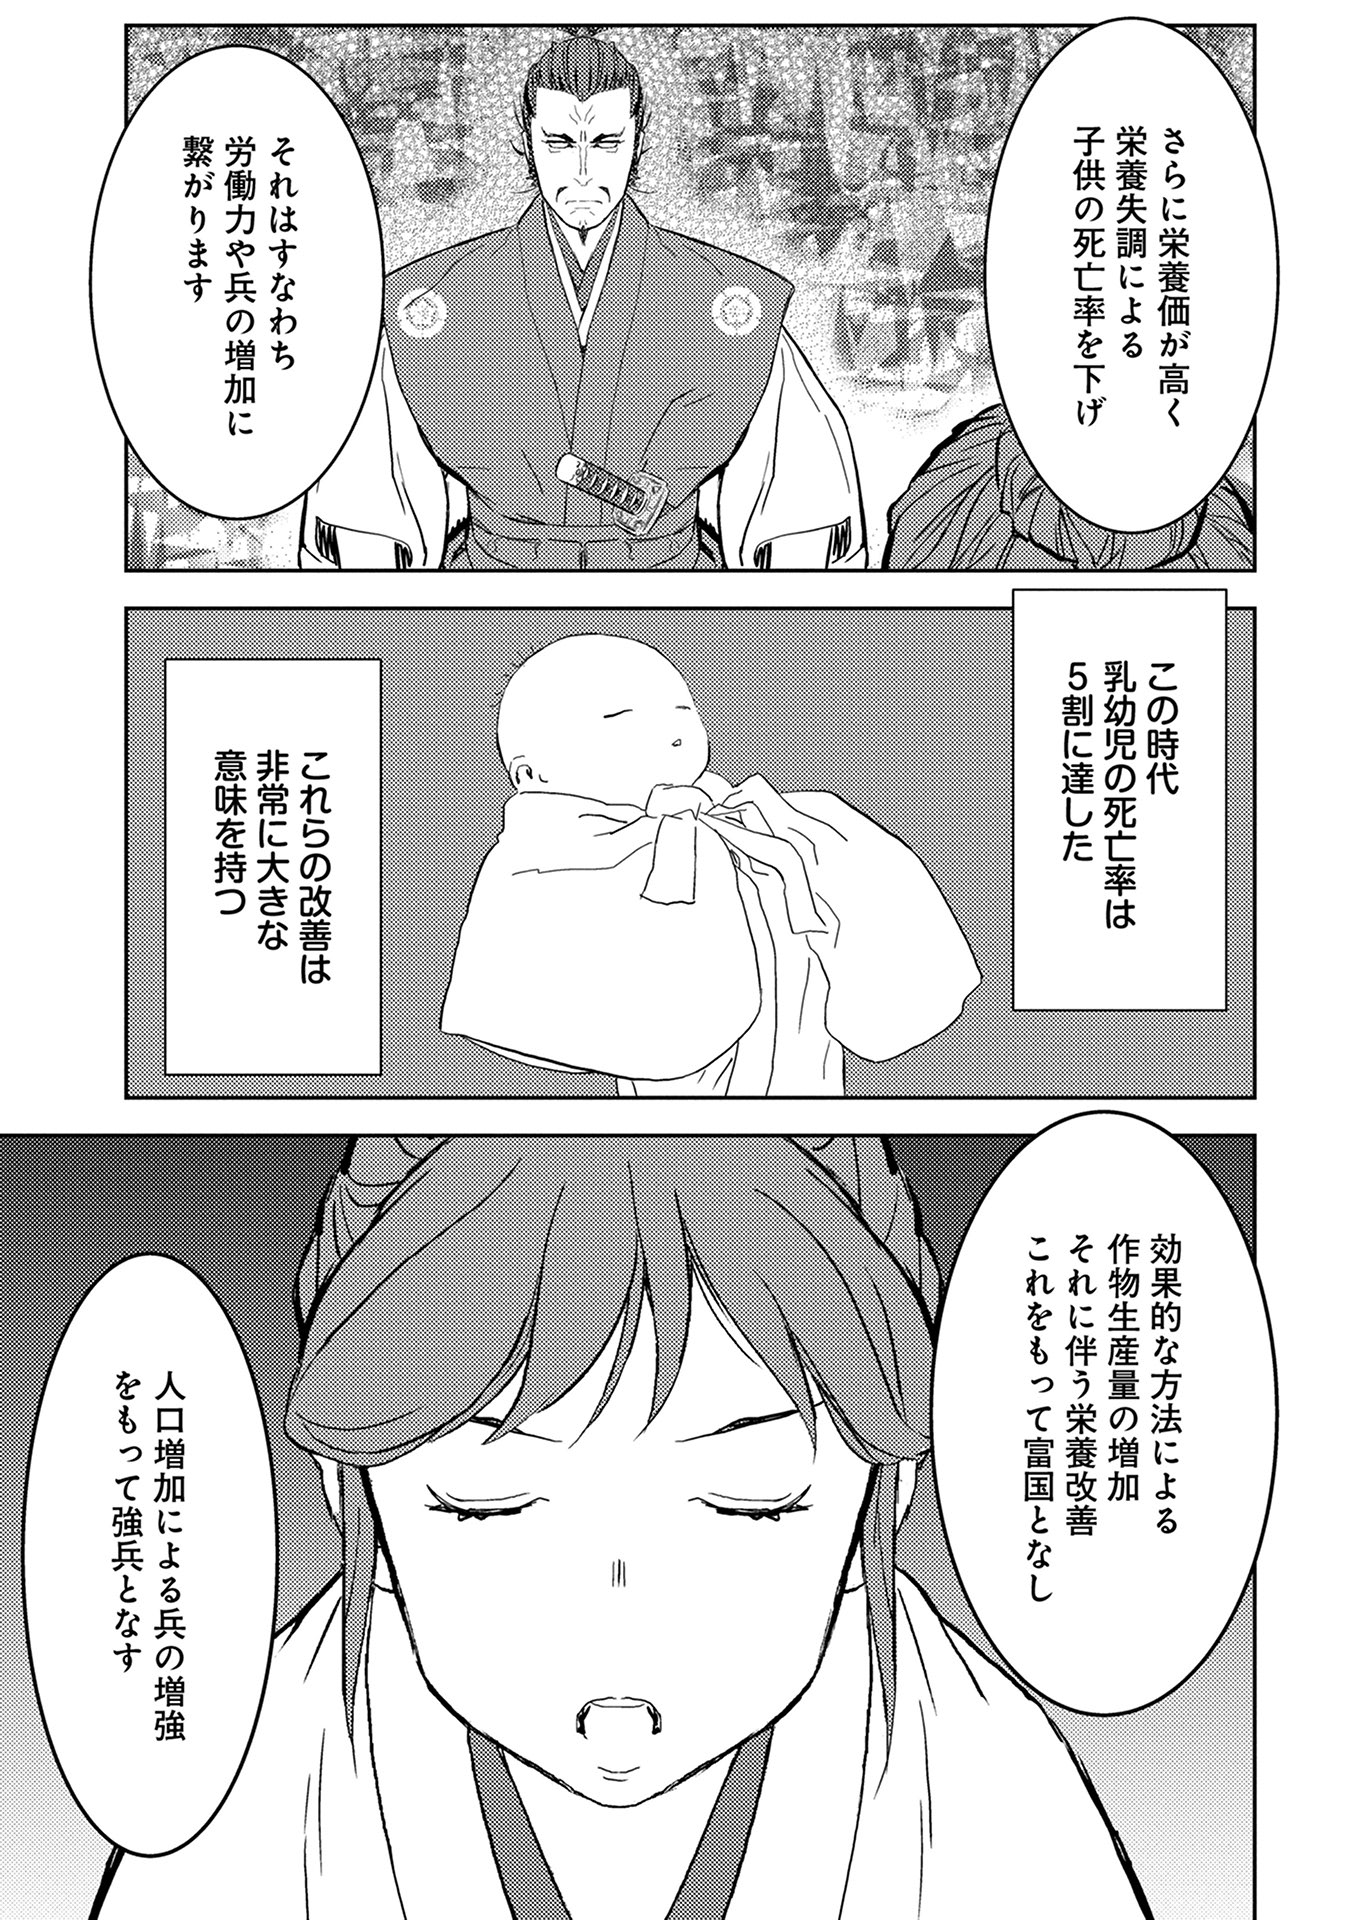 さらに栄養価が高く
栄養失調による
子供の死亡率を下げ
それはすなわち
労働力や兵の増加に
繋がります
この時代
乳幼児の死亡率は
5割に達した
これらの改善は
非常に大きな
意味を持つ
効果的な方法による
作物生産量の増加
それに伴う栄養改善
これをもって富国となし
人口増加による兵の増強
をもって強兵となす